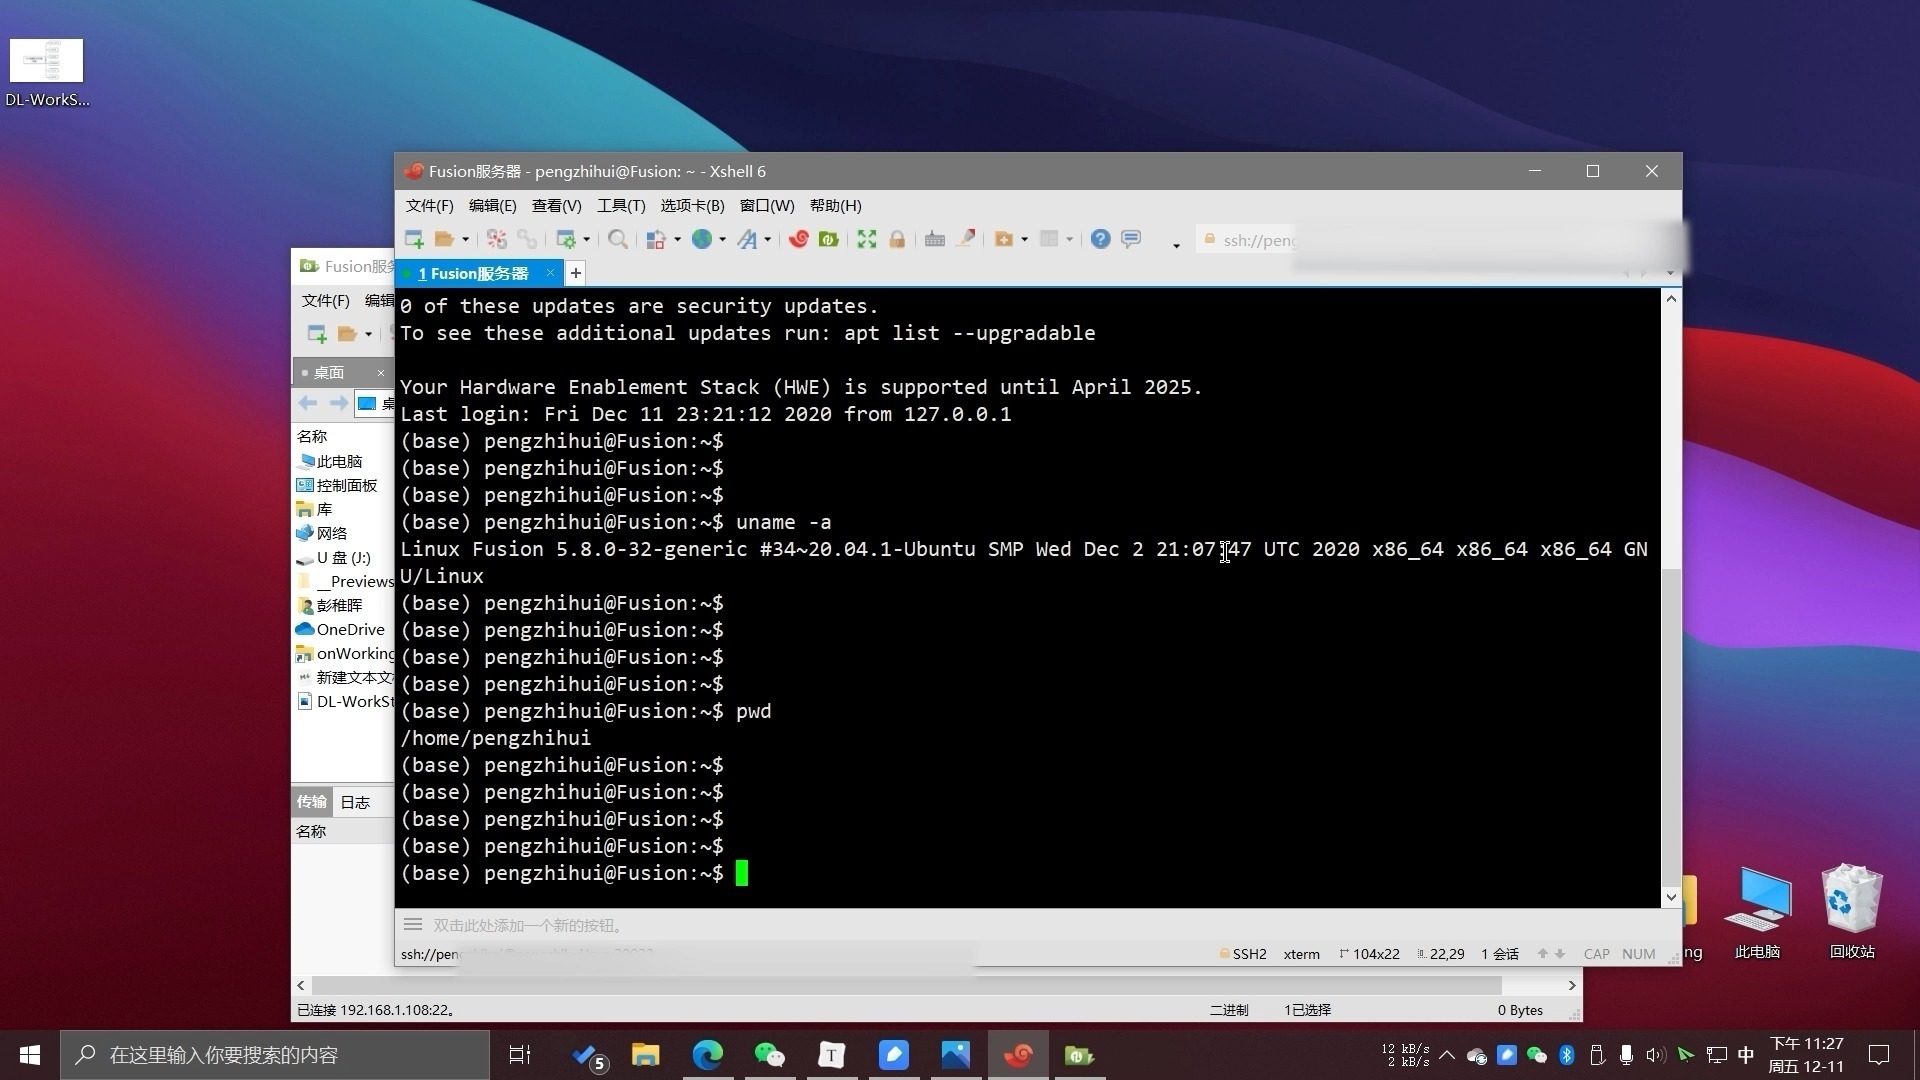 DL-WorkS...
Fusion服务器 - pengzhihui@Fusion: ~ - Xshell 6
文件(F) 编辑(E) 查看(V) 工具(T) 选项卡(B) 窗口(W) 帮助(H)
ssh://peng
1 Fusion服务器
0 of these updates are security updates.
To see these additional updates run: apt list --upgradable
Your Hardware Enablement Stack (HWE) is supported until April 2025.
Last login: Fri Dec 11 23:21:12 2020 from 127.0.0.1
(base) pengzhihui@Fusion:~$
(base) pengzhihui@Fusion:~$
(base) pengzhihui@Fusion:~$
(base) pengzhihui@Fusion:~$ uname -a
Linux Fusion 5.8.0-32-generic #34~20.04.1-Ubuntu SMP Wed Dec 2 21:07:47 UTC 2020 x86_64 x86_64 x86_64 GN
U/Linux
(base) pengzhihui@Fusion:~$
(base) pengzhihui@Fusion:~$
(base) pengzhihui@Fusion:~$
(base) pengzhihui@Fusion:~$
(base) pengzhihui@Fusion:~$ pwd
/home/pengzhihui
(base) pengzhihui@Fusion:~$
(base) pengzhihui@Fusion:~$
(base) pengzhihui@Fusion:~$
(base) pengzhihui@Fusion:~$
(base) pengzhihui@Fusion:~$
双击此处添加一个新的按钮。
ssh://pen
SSH2 xterm 104x22 22,29 1 会话 CAP NUM
Fusion服务
文件(F) 编辑
桌面
名称
此电脑
控制面板
库
网络
U 盘 (J:)
__Previews
彭稚晖
OneDrive
onWorking
新建文本文档
DL-WorkSt
传输 日志
名称
已连接 192.168.1.108:22。
二进制 1已选择 0 Bytes
ng
此电脑
回收站
在这里输入你要搜索的内容
5
T
12 kB/s
2 kB/s
中
下午 11:27
周五 12-11